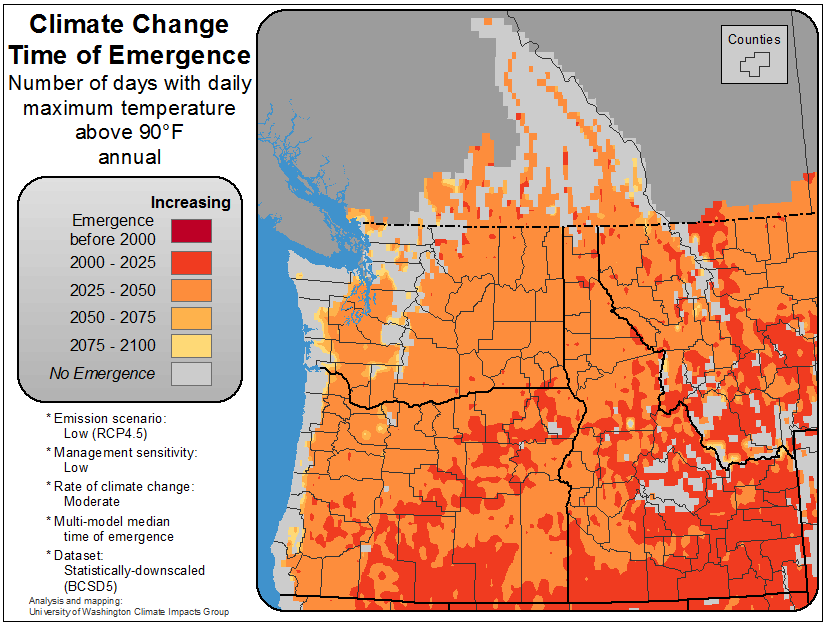 Climate Change
Time of Emergence
Number of days with daily
maximum temperature
above 90°F
annual
Increasing
Emergence
before 2000
2000 - 2025
2025 - 2050
2050 - 2075
2075 - 2100
No Emergence
* Emission scenario:
Low (RCP4.5)
* Management sensitivity:
Low
* Rate of climate change:
Moderate
* Multi-model median
time of emergence
* Dataset:
Statistically-downscaled
(BCSD5)
Analysis and mapping:
University of Washington Climate Impacts Group
Counties